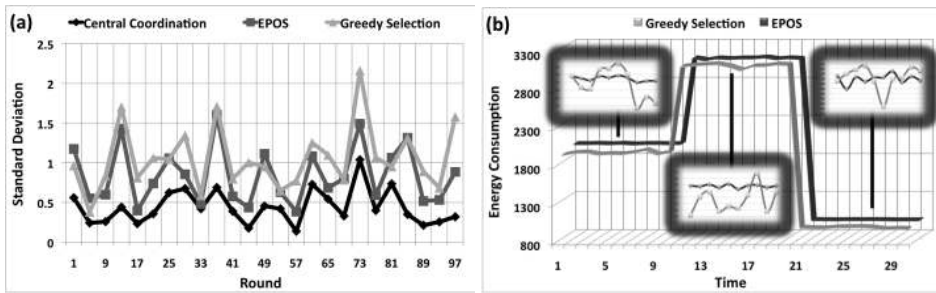 (a)
Central Coordination EPOS Greedy Selection
2.5
2
1.5
1
0.5
0
Standard Deviation
1 9 17 25 33 41 49 57 65 73 81 89 97
Round
(b)
Greedy Selection EPOS
3300
2800
2300
1800
1300
800
Energy Consumption
1 5 9 13 17 21 25 29
Time